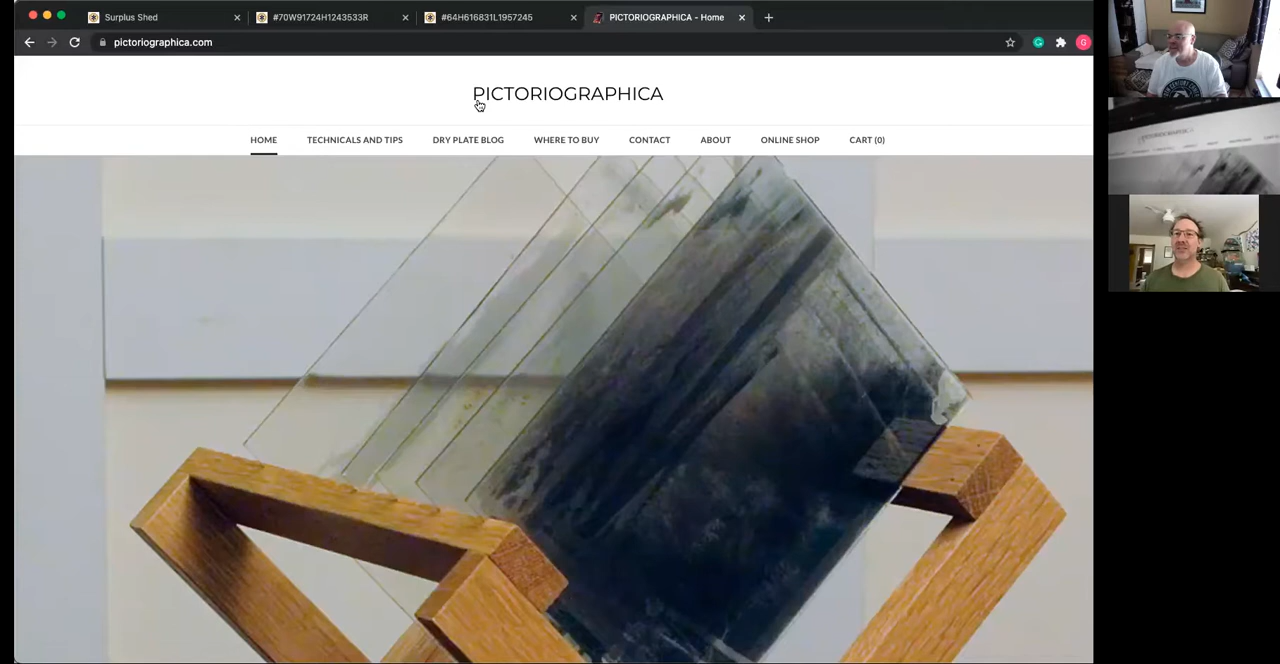 Surplus Shed
#70W91724H1243533R
#64H616831L1957245
PICTORIOGRAPHICA - Home
pictoriographica.com
G
PICTORIOGRAPHICA
HOME TECHNICALS AND TIPS DRY PLATE BLOG WHERE TO BUY CONTACT ABOUT ONLINE SHOP CART (0)